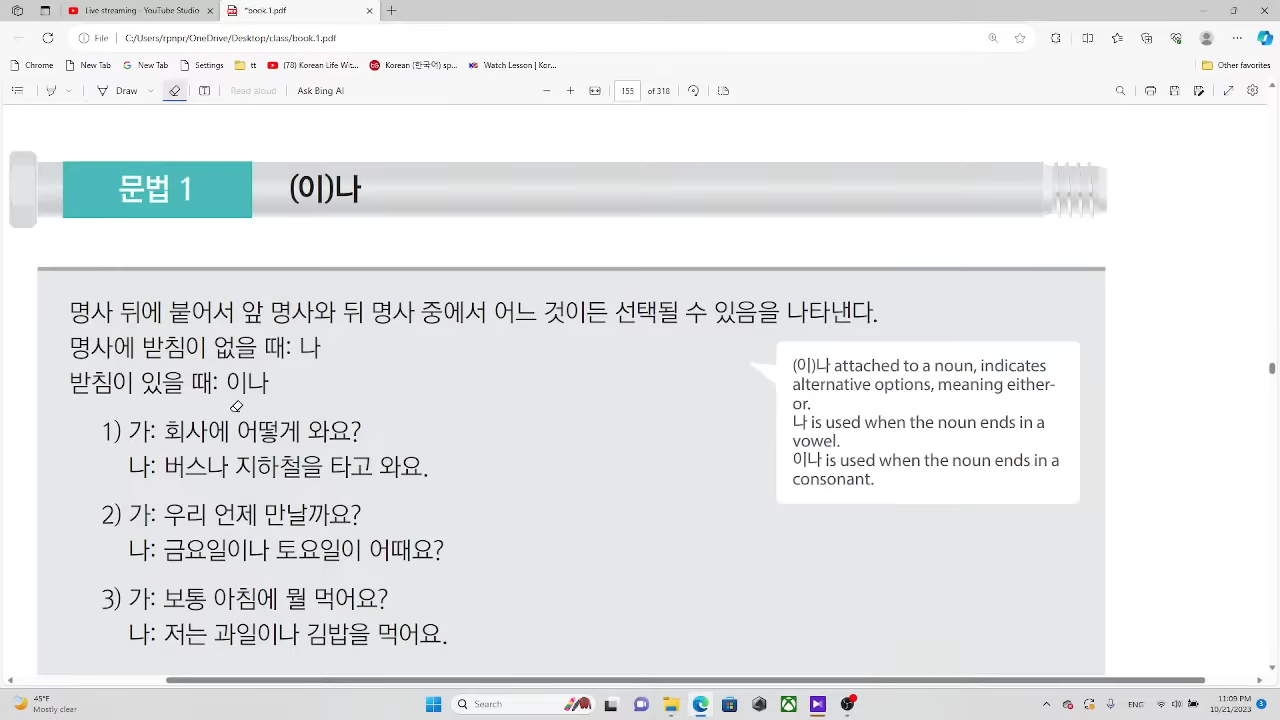 Live streaming - YouTube Studio
*book.1.pdf
File C:/Users/rpnpr/OneDrive/Desktop/class/book.1.pdf
Chrome New Tab New Tab Settings tt (78) Korean Life Wi... Korean (한국어) sp... Watch Lesson | Kor... Other favorites
Draw Read aloud Ask Bing AI 155 of 318
문법 1 (이)나
명사 뒤에 붙어서 앞 명사와 뒤 명사 중에서 어느 것이든 선택될 수 있음을 나타낸다.
명사에 받침이 없을 때: 나
받침이 있을 때: 이나
1) 가: 회사에 어떻게 와요?
나: 버스나 지하철을 타고 와요.
2) 가: 우리 언제 만날까요?
나: 금요일이나 토요일이 어때요?
3) 가: 보통 아침에 뭘 먹어요?
나: 저는 과일이나 김밥을 먹어요.
(이)나 attached to a noun, indicates
alternative options, meaning either-
or.
나 is used when the noun ends in a
vowel.
이나 is used when the noun ends in a
consonant.
45°F
Mostly clear
Search
11:09 PM
10/21/2023